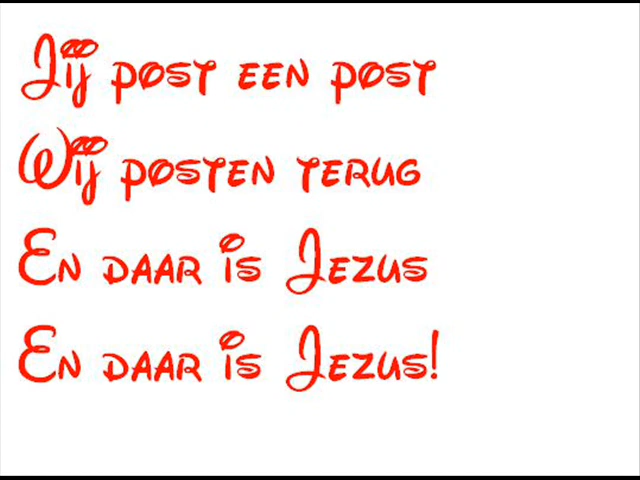 Jij post een post
Wij posten terug
En daar is Jezus
En daar is Jezus!